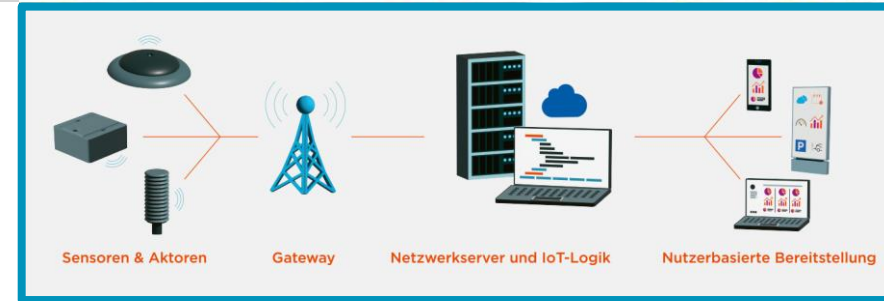 Sensoren & Aktoren
Gateway
Netzwerkserver und IoT-Logik
Nutzerbasierte Bereitstellung
P